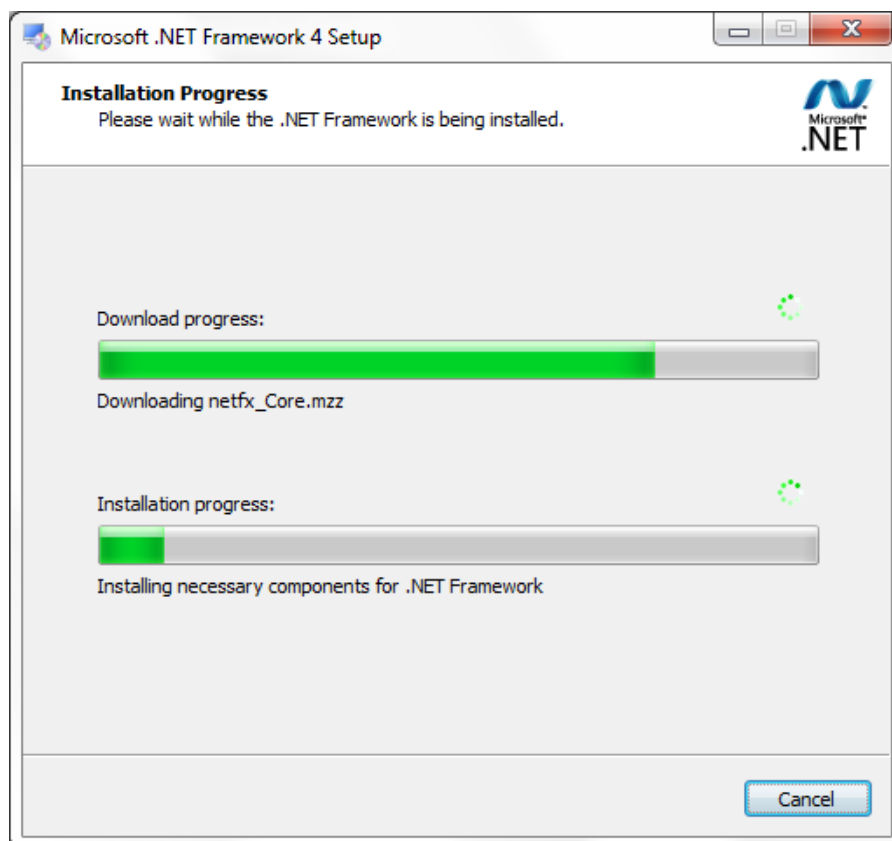 Microsoft .NET Framework 4 Setup
Installation Progress
Please wait while the .NET Framework is being installed.
Microsoft®
.NET
Download progress:
Downloading netfx_Core.mzz
Installation progress:
Installing necessary components for .NET Framework
Cancel